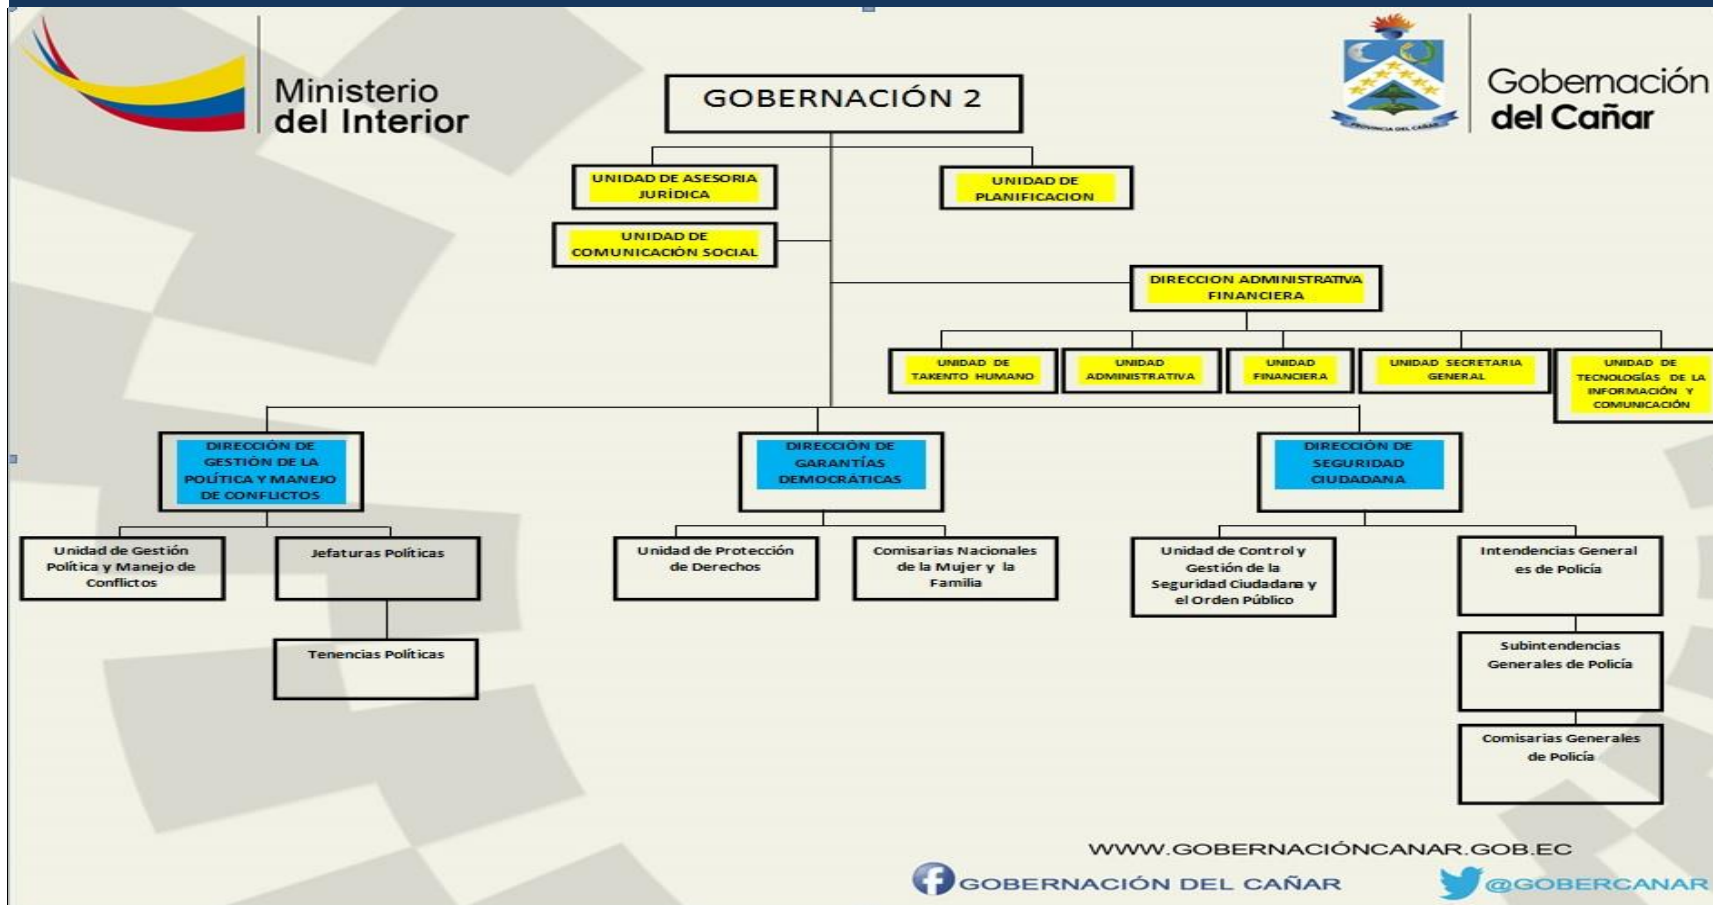 Ministerio
del Interior
GOBERNACIÓN 2
PROVINCIA DEL CAÑAR
Gobernación
del Cañar
UNIDAD DE ASESORIA
JURÍDICA
UNIDAD DE
PLANIFICACION
UNIDAD DE
COMUNICACIÓN SOCIAL
DIRECCION ADMINISTRATIVA
FINANCIERA
UNIDAD DE
TAKENTO HUMANO
UNIDAD
ADMINISTRATIVA
UNIDAD
FINANCIERA
UNIDAD SECRETARIA
GENERAL
UNIDAD DE
TECNOLOGÍAS DE LA
INFORMACIÓN Y
COMUNICACIÓN
DIRECCIÓN DE
GESTIÓN DE LA
POLÍTICA Y MANEJO
DE CONFLICTOS
DIRECCIÓN DE
GARANTÍAS
DEMOCRÁTICAS
DIRECCIÓN DE
SEGURIDAD
CIUDADANA
Unidad de Gestión
Política y Manejo de
Conflictos
Jefaturas Políticas
Unidad de Protección
de Derechos
Comisarias Nacionales
de la Mujer y la
Familia
Unidad de Control y
Gestión de la
Seguridad Ciudadana y
el Orden Público
Intendencias General
es de Policía
Tenencias Políticas
Subintendencias
Generales de Policía
Comisarias Generales
de Policía
WWW.GOBERNACIÓNCANAR.GOB.EC
GOBERNACIÓN DEL CAÑAR
@GOBERCANAR